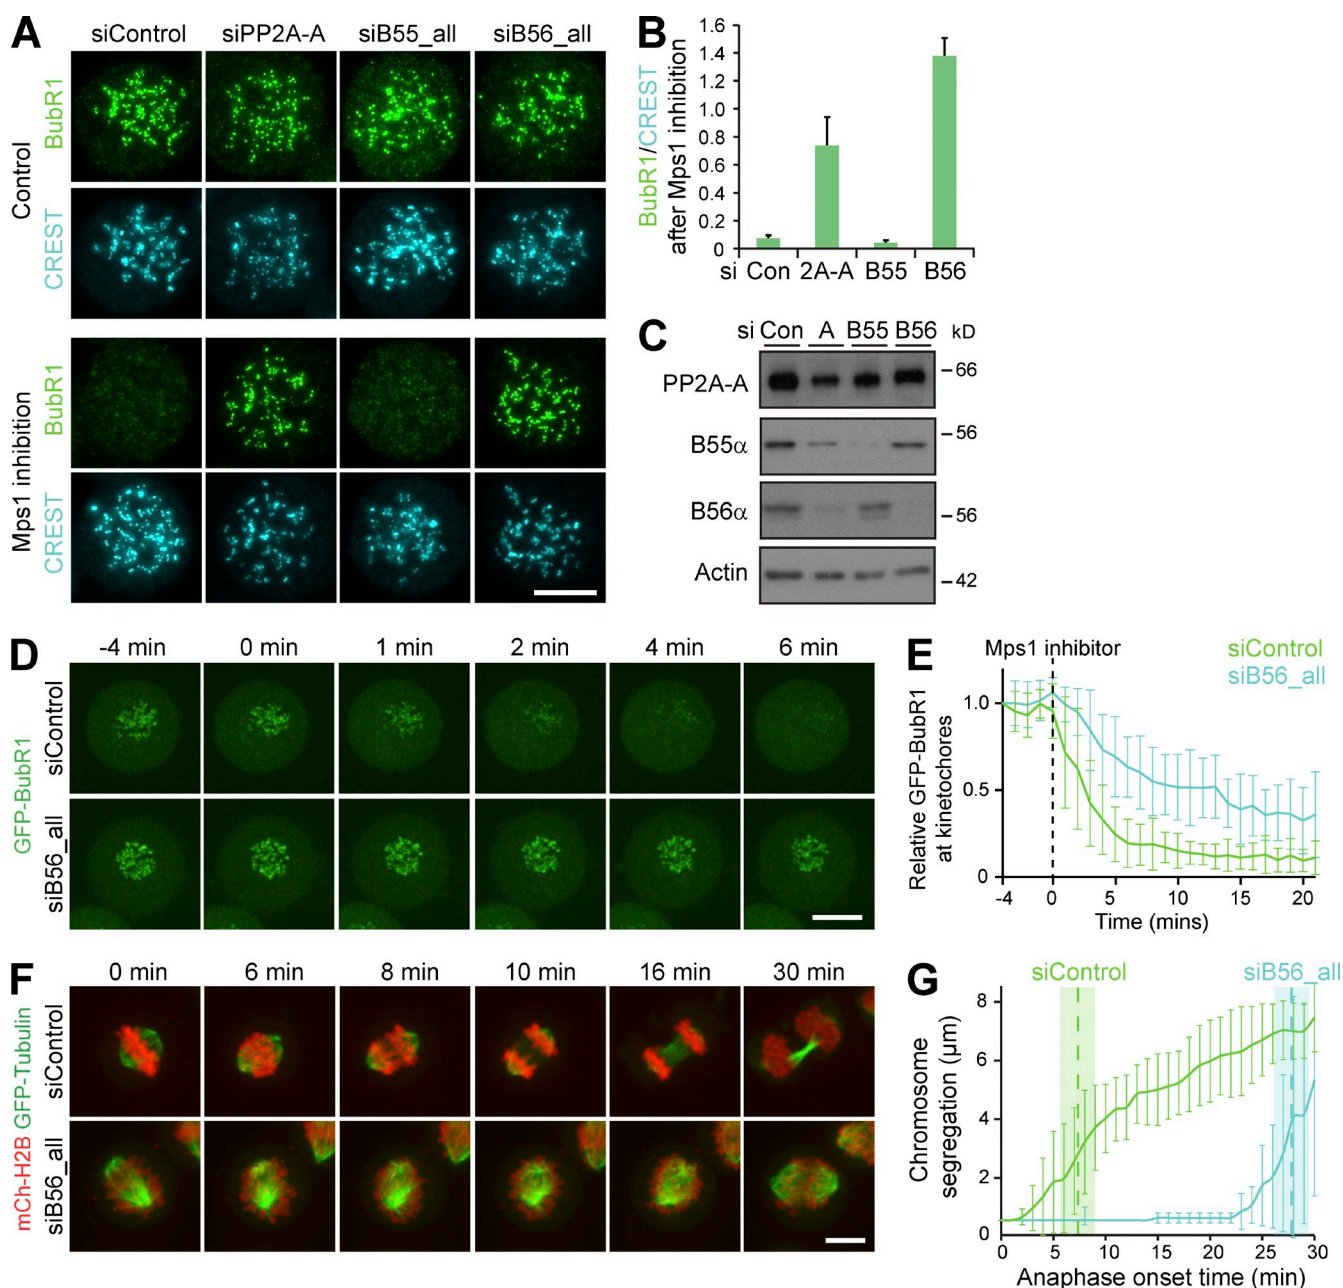 A
siControl
siPP2A-A
siB55_all
siB56_all
Control
BubR1
CREST
Mps1 inhibition
BubR1
CREST
B
BubR1/CREST
after Mps1 inhibition
1.6
1.4
1.2
1.0
0.8
0.6
0.4
0.2
0
si Con 2A-A B55 B56
C
si Con A B55 B56 kD
PP2A-A
66
B55α
56
B56α
56
Actin
42
D
-4 min 0 min 1 min 2 min 4 min 6 min
GFP-BubR1
siControl
siB56_all
E
Mps1 inhibitor
siControl
siB56_all
Relative GFP-BubR1
at kinetochores
1.0
0.5
0
-4 0 5 10 15 20
Time (mins)
F
0 min 6 min 8 min 10 min 16 min 30 min
mCh-H2B GFP-Tubulin
siControl
siB56_all
G
siControl
siB56_all
Chromosome
segregation (μm)
8
6
4
2
0
0 5 10 15 20 25 30
Anaphase onset time (min)